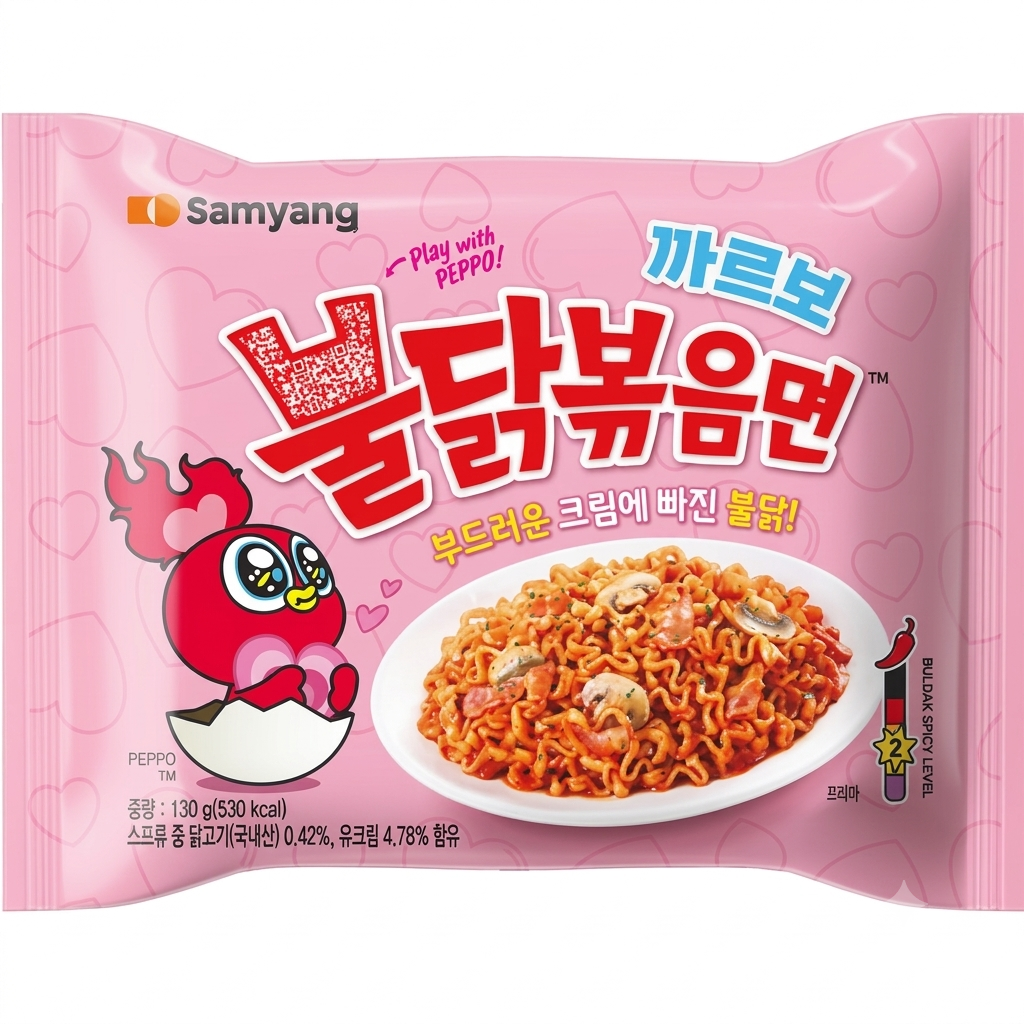 Samyang
Play with
PEPPO!
까르보
불닭볶음면™
부드러운 크림에 빠진 불닭!
PEPPO
TM
중량 : 130 g(530 kcal)
스프류 중 닭고기(국내산) 0.42%, 유크림 4.78% 함유
프리마
2
BULDAK SPICY LEVEL